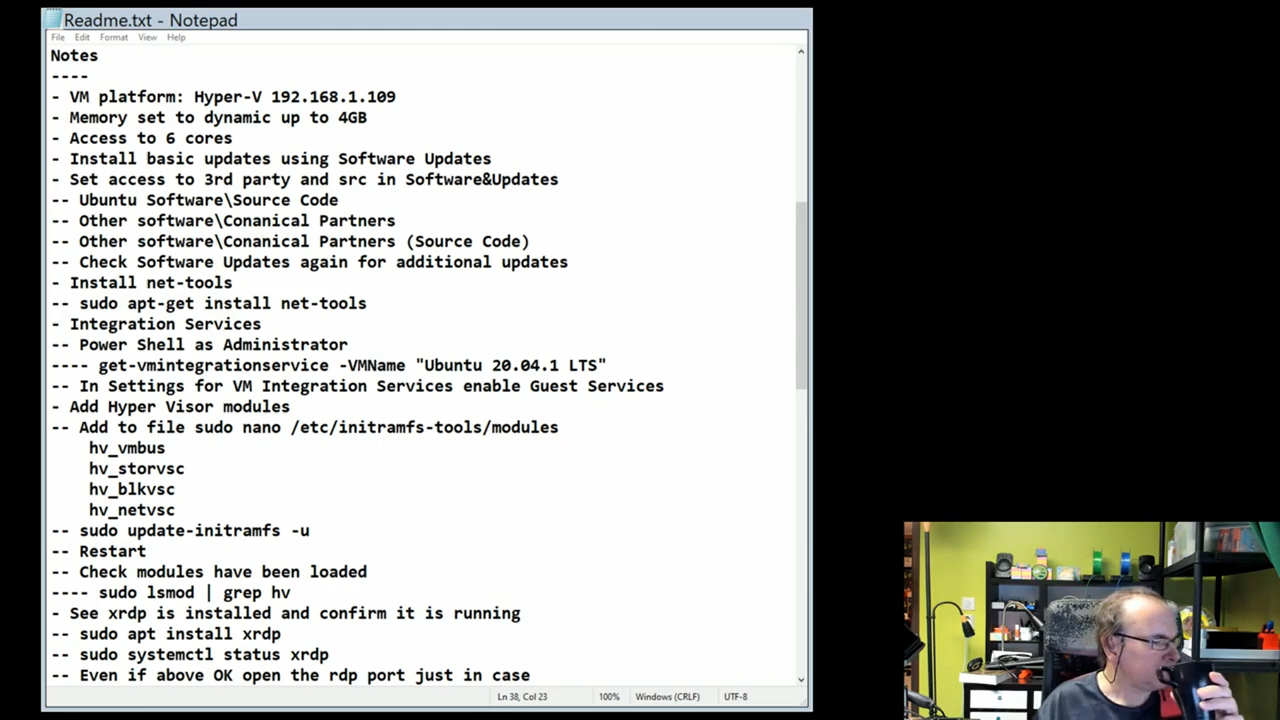 Readme.txt - Notepad
File Edit Format View Help
Notes
----
- VM platform: Hyper-V 192.168.1.109
- Memory set to dynamic up to 4GB
- Access to 6 cores
- Install basic updates using Software Updates
- Set access to 3rd party and src in Software&Updates
-- Ubuntu Software\Source Code
-- Other software\Conanical Partners
-- Other software\Conanical Partners (Source Code)
-- Check Software Updates again for additional updates
- Install net-tools
-- sudo apt-get install net-tools
- Integration Services
-- Power Shell as Administrator
---- get-vmintegrationservice -VMName "Ubuntu 20.04.1 LTS"
-- In Settings for VM Integration Services enable Guest Services
- Add Hyper Visor modules
-- Add to file sudo nano /etc/initramfs-tools/modules
hv_vmbus
hv_storvsc
hv_blkvsc
hv_netvsc
-- sudo update-initramfs -u
-- Restart
-- Check modules have been loaded
---- sudo lsmod | grep hv
- See xrdp is installed and confirm it is running
-- sudo apt install xrdp
-- sudo systemctl status xrdp
-- Even if above OK open the rdp port just in case
Ln 38, Col 23 100% Windows (CRLF) UTF-8